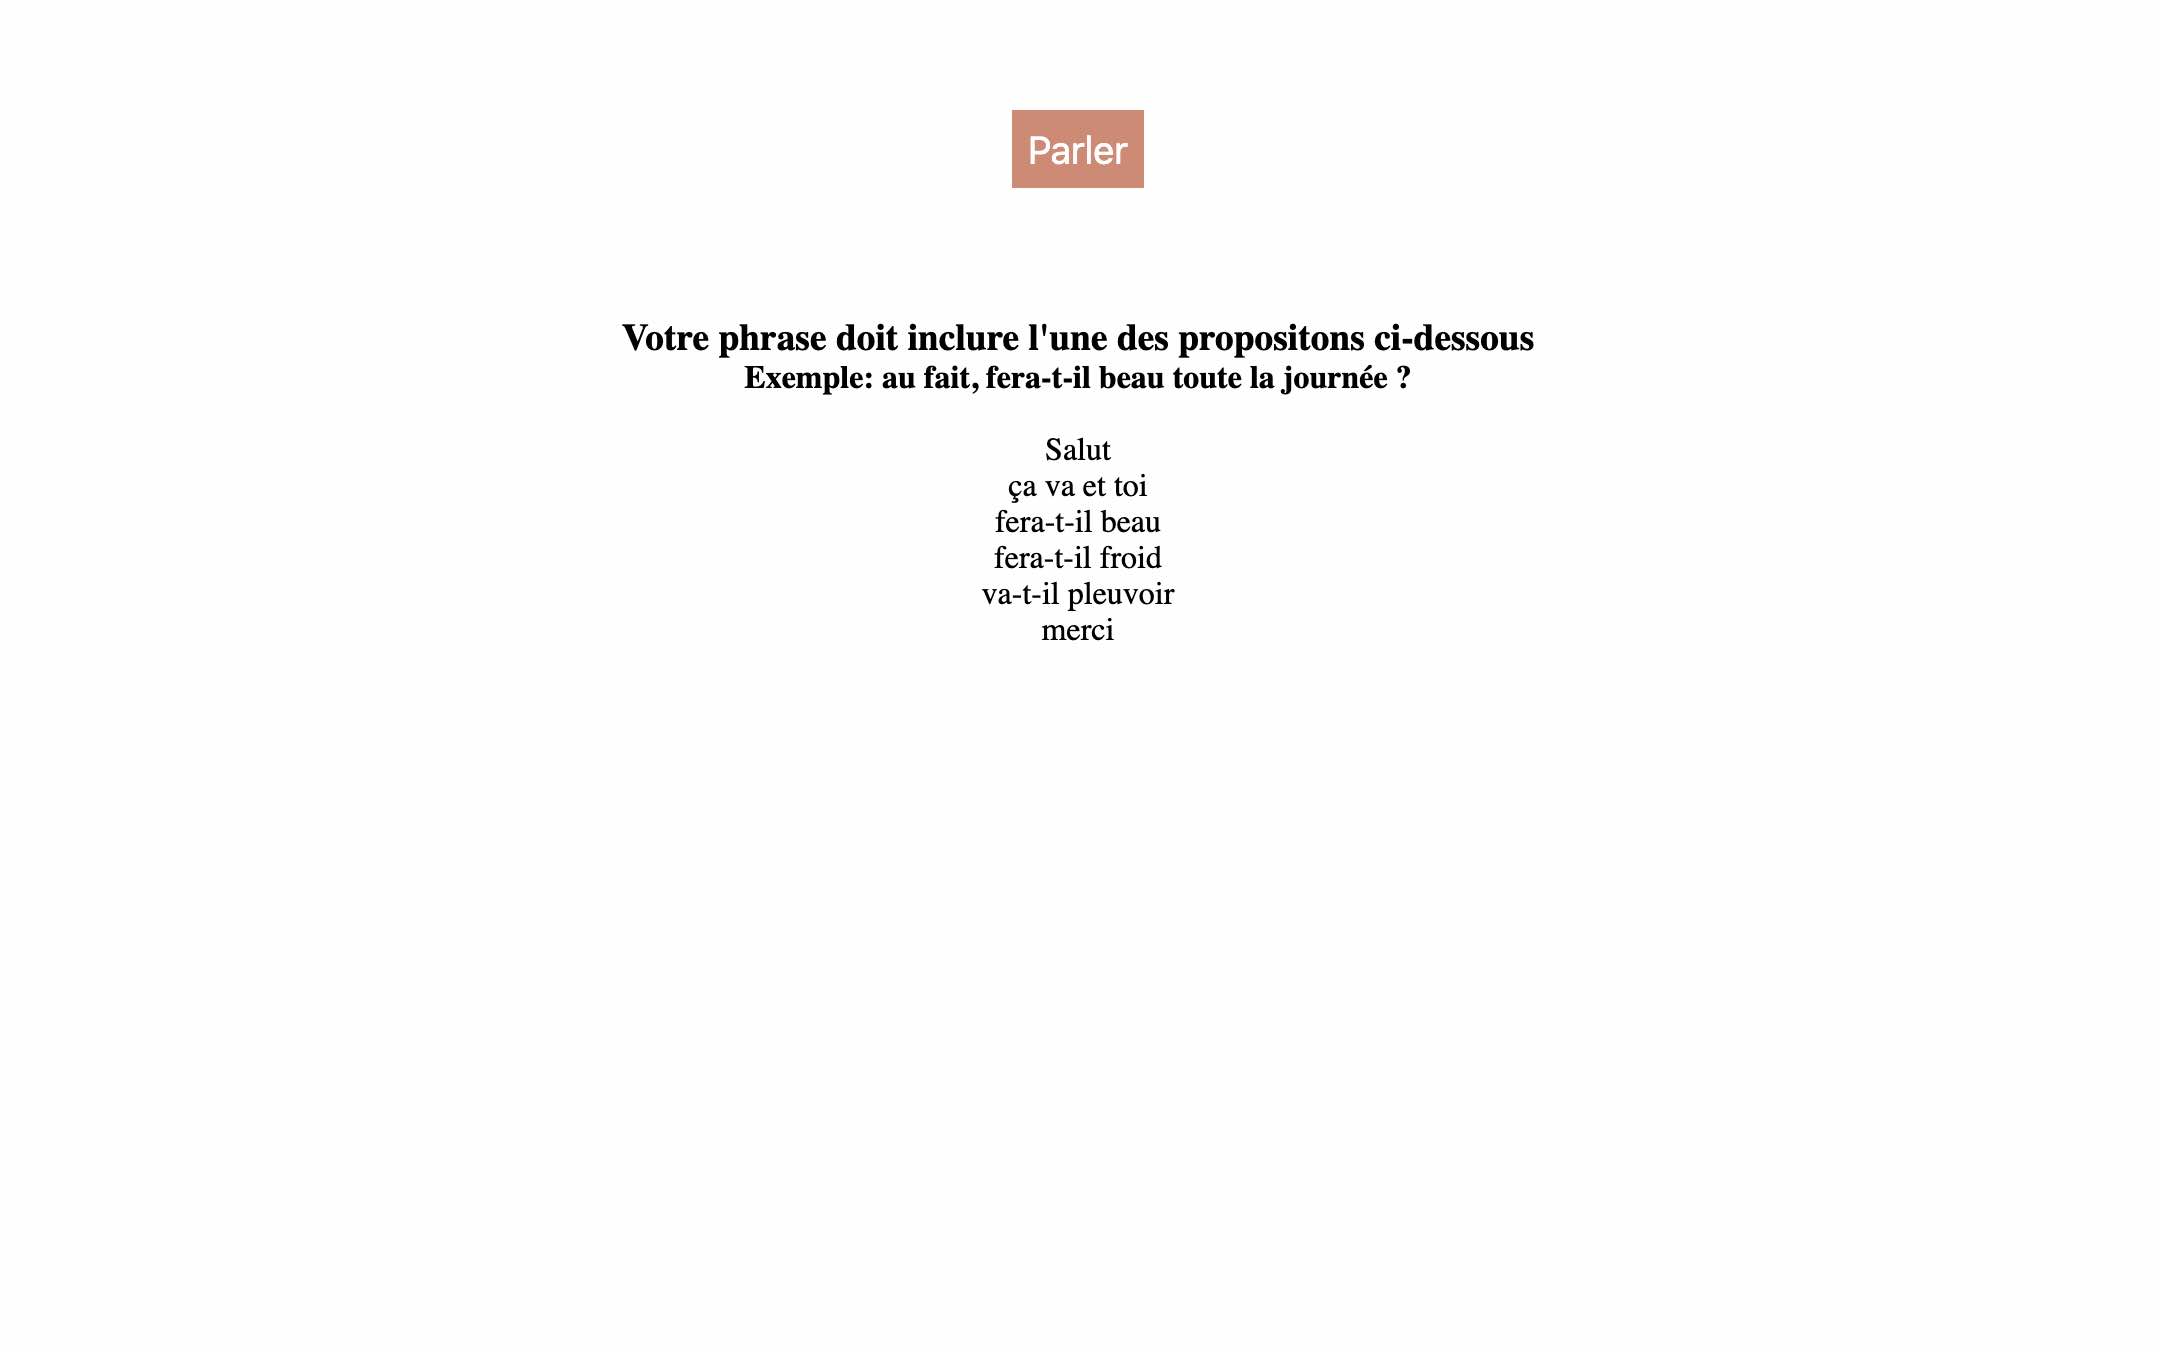 Parler
Votre phrase doit inclure l'une des propositons ci-dessous
Exemple: au fait, fera-t-il beau toute la journée ?
Salut
ça va et toi
fera-t-il beau
fera-t-il froid
va-t-il pleuvoir
merci